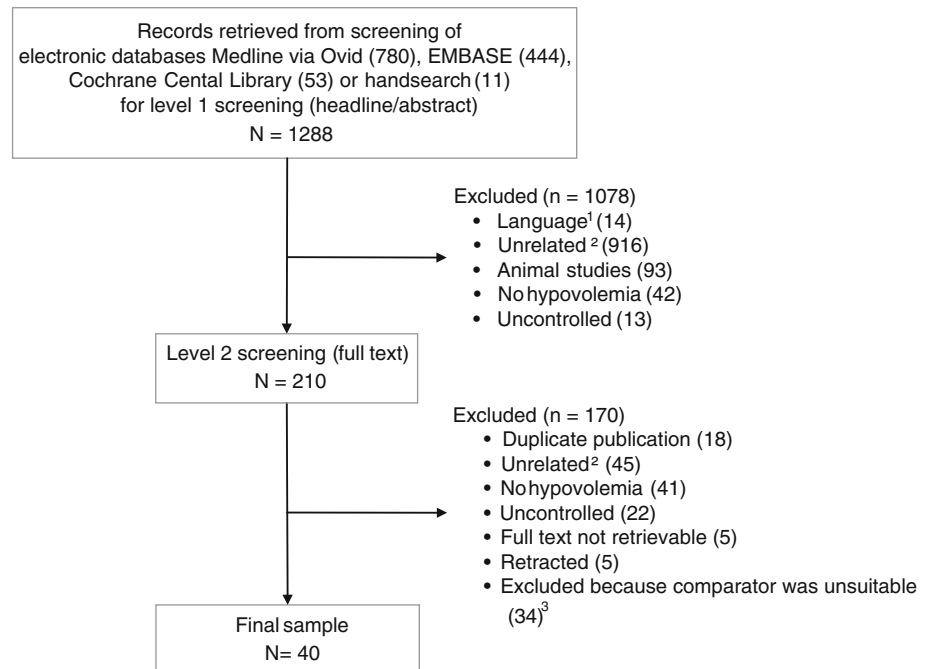 Records retrieved from screening of
electronic databases Medline via Ovid (780), EMBASE (444),
Cochrane Cental Library (53) or handsearch (11)
for level 1 screening (headline/abstract)
N = 1288
Excluded (n = 1078)
• Language¹ (14)
• Unrelated ² (916)
• Animal studies (93)
• No hypovolemia (42)
• Uncontrolled (13)
Level 2 screening (full text)
N = 210
Excluded (n = 170)
• Duplicate publication (18)
• Unrelated² (45)
• No hypovolemia (41)
• Uncontrolled (22)
• Full text not retrievable (5)
• Retracted (5)
• Excluded because comparator was unsuitable
(34)³
Final sample
N= 40